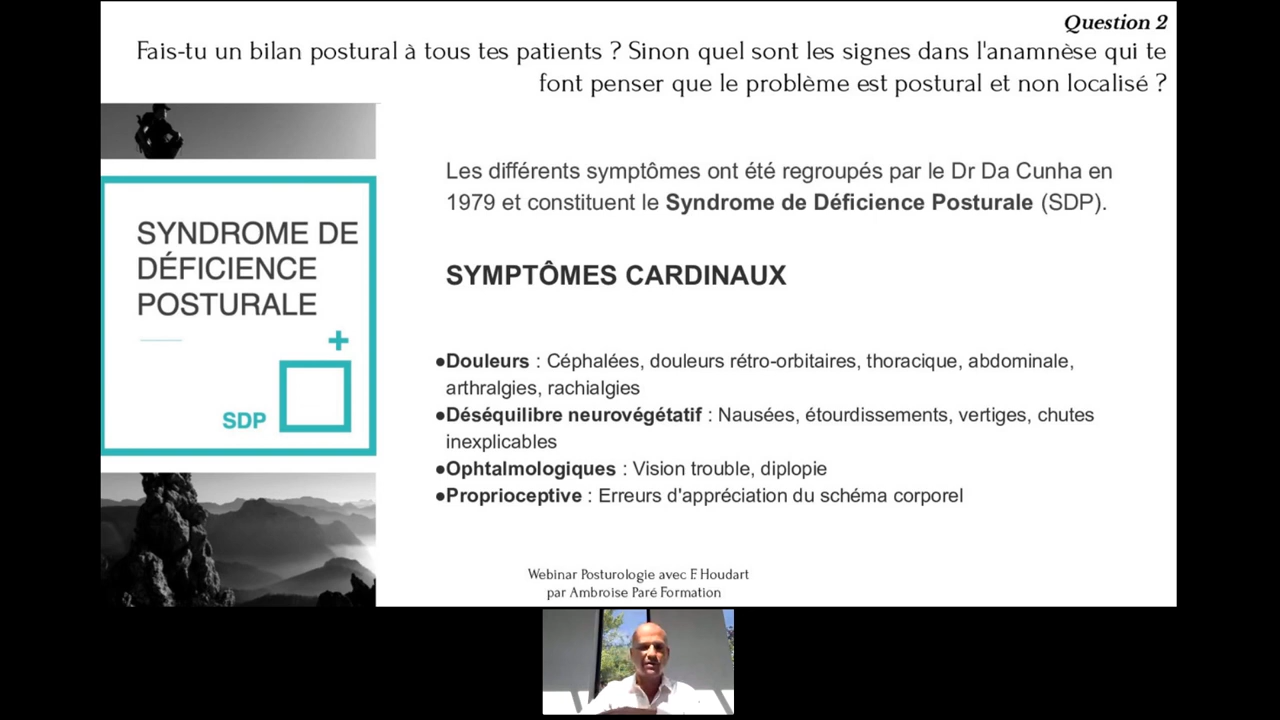 Question 2
Fais-tu un bilan postural à tous tes patients ? Sinon quel sont les signes dans l'anamnèse qui te
font penser que le problème est postural et non localisé ?
SYNDROME DE
DÉFICIENCE
POSTURALE
+
SDP
Les différents symptômes ont été regroupés par le Dr Da Cunha en
1979 et constituent le Syndrome de Déficience Posturale (SDP).
SYMPTÔMES CARDINAUX
●Douleurs : Céphalées, douleurs rétro-orbitaires, thoracique, abdominale,
arthralgies, rachialgies
●Déséquilibre neurovégétatif : Nausées, étourdissements, vertiges, chutes
inexplicables
●Ophtalmologiques : Vision trouble, diplopie
●Proprioceptive : Erreurs d'appréciation du schéma corporel
Webinar Posturologie avec F. Houdart
par Ambroise Paré Formation